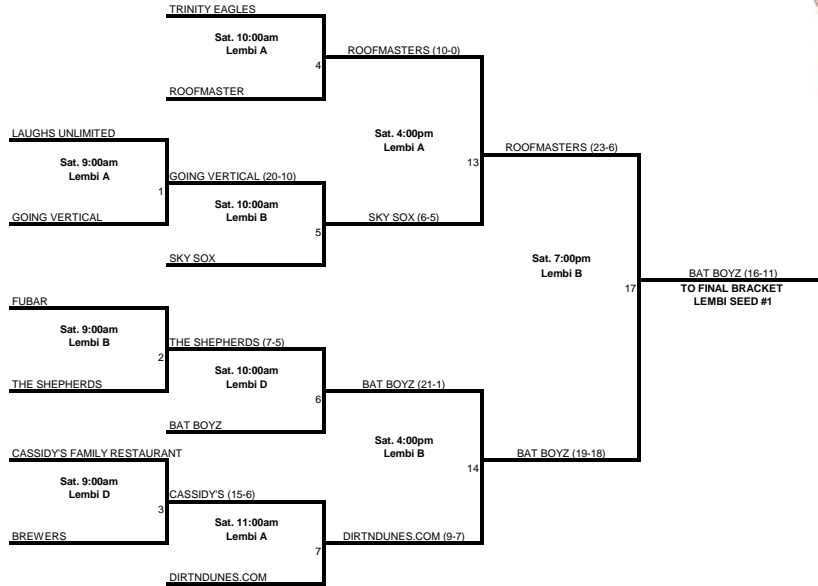 TRINITY EAGLES
Sat. 10:00am
Lembi A
ROOFMASTERS (10-0)
4
ROOFMASTER
LAUGHS UNLIMITED
Sat. 4:00pm
Lembi A
ROOFMASTERS (23-6)
13
Sat. 9:00am
Lembi A
GOING VERTICAL (20-10)
1
Sat. 10:00am
Lembi B
GOING VERTICAL
SKY SOX (6-5)
5
SKY SOX
Sat. 7:00pm
Lembi B
BAT BOYZ (16-11)
17
TO FINAL BRACKET
LEMBI SEED #1
FUBAR
Sat. 9:00am
Lembi B
THE SHEPHERDS (7-5)
2
Sat. 10:00am
Lembi D
THE SHEPHERDS
BAT BOYZ (21-1)
6
BAT BOYZ
Sat. 4:00pm
Lembi B
CASSIDY'S FAMILY RESTAURANT
BAT BOYZ (19-18)
14
Sat. 9:00am
Lembi D
CASSIDY'S (15-6)
3
Sat. 11:00am
Lembi A
BREWERS
DIRTNDUNES.COM (9-7)
7
DIRTNDUNES.COM